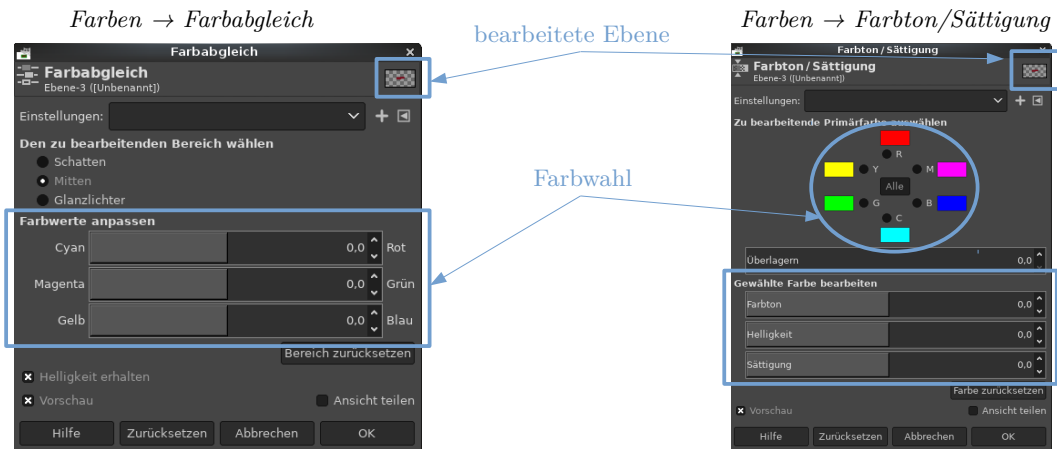 Farben → Farbabgleich
Farbabgleich
Farbabgleich
Ebene-3 ([Unbenannt])
Einstellungen:
Den zu bearbeitenden Bereich wählen
Schatten
Mitten
Glanzlichter
Farbwerte anpassen
Cyan 0,0 Rot
Magenta 0,0 Grün
Gelb 0,0 Blau
Bereich zurücksetzen
Helligkeit erhalten
Vorschau Ansicht teilen
Hilfe Zurücksetzen Abbrechen OK
bearbeitete Ebene
Farbwahl
Farben → Farbton/Sättigung
Farbton / Sättigung
Farbton / Sättigung
Ebene-3 ([Unbenannt])
Einstellungen:
Zu bearbeitende Primärfarbe auswählen
R
Y M
Alle
G B
C
Überlagern 0,0
Gewählte Farbe bearbeiten
Farbton 0,0
Helligkeit 0,0
Sättigung 0,0
Farbe zurücksetzen
Vorschau Ansicht teilen
Hilfe Zurücksetzen Abbrechen OK